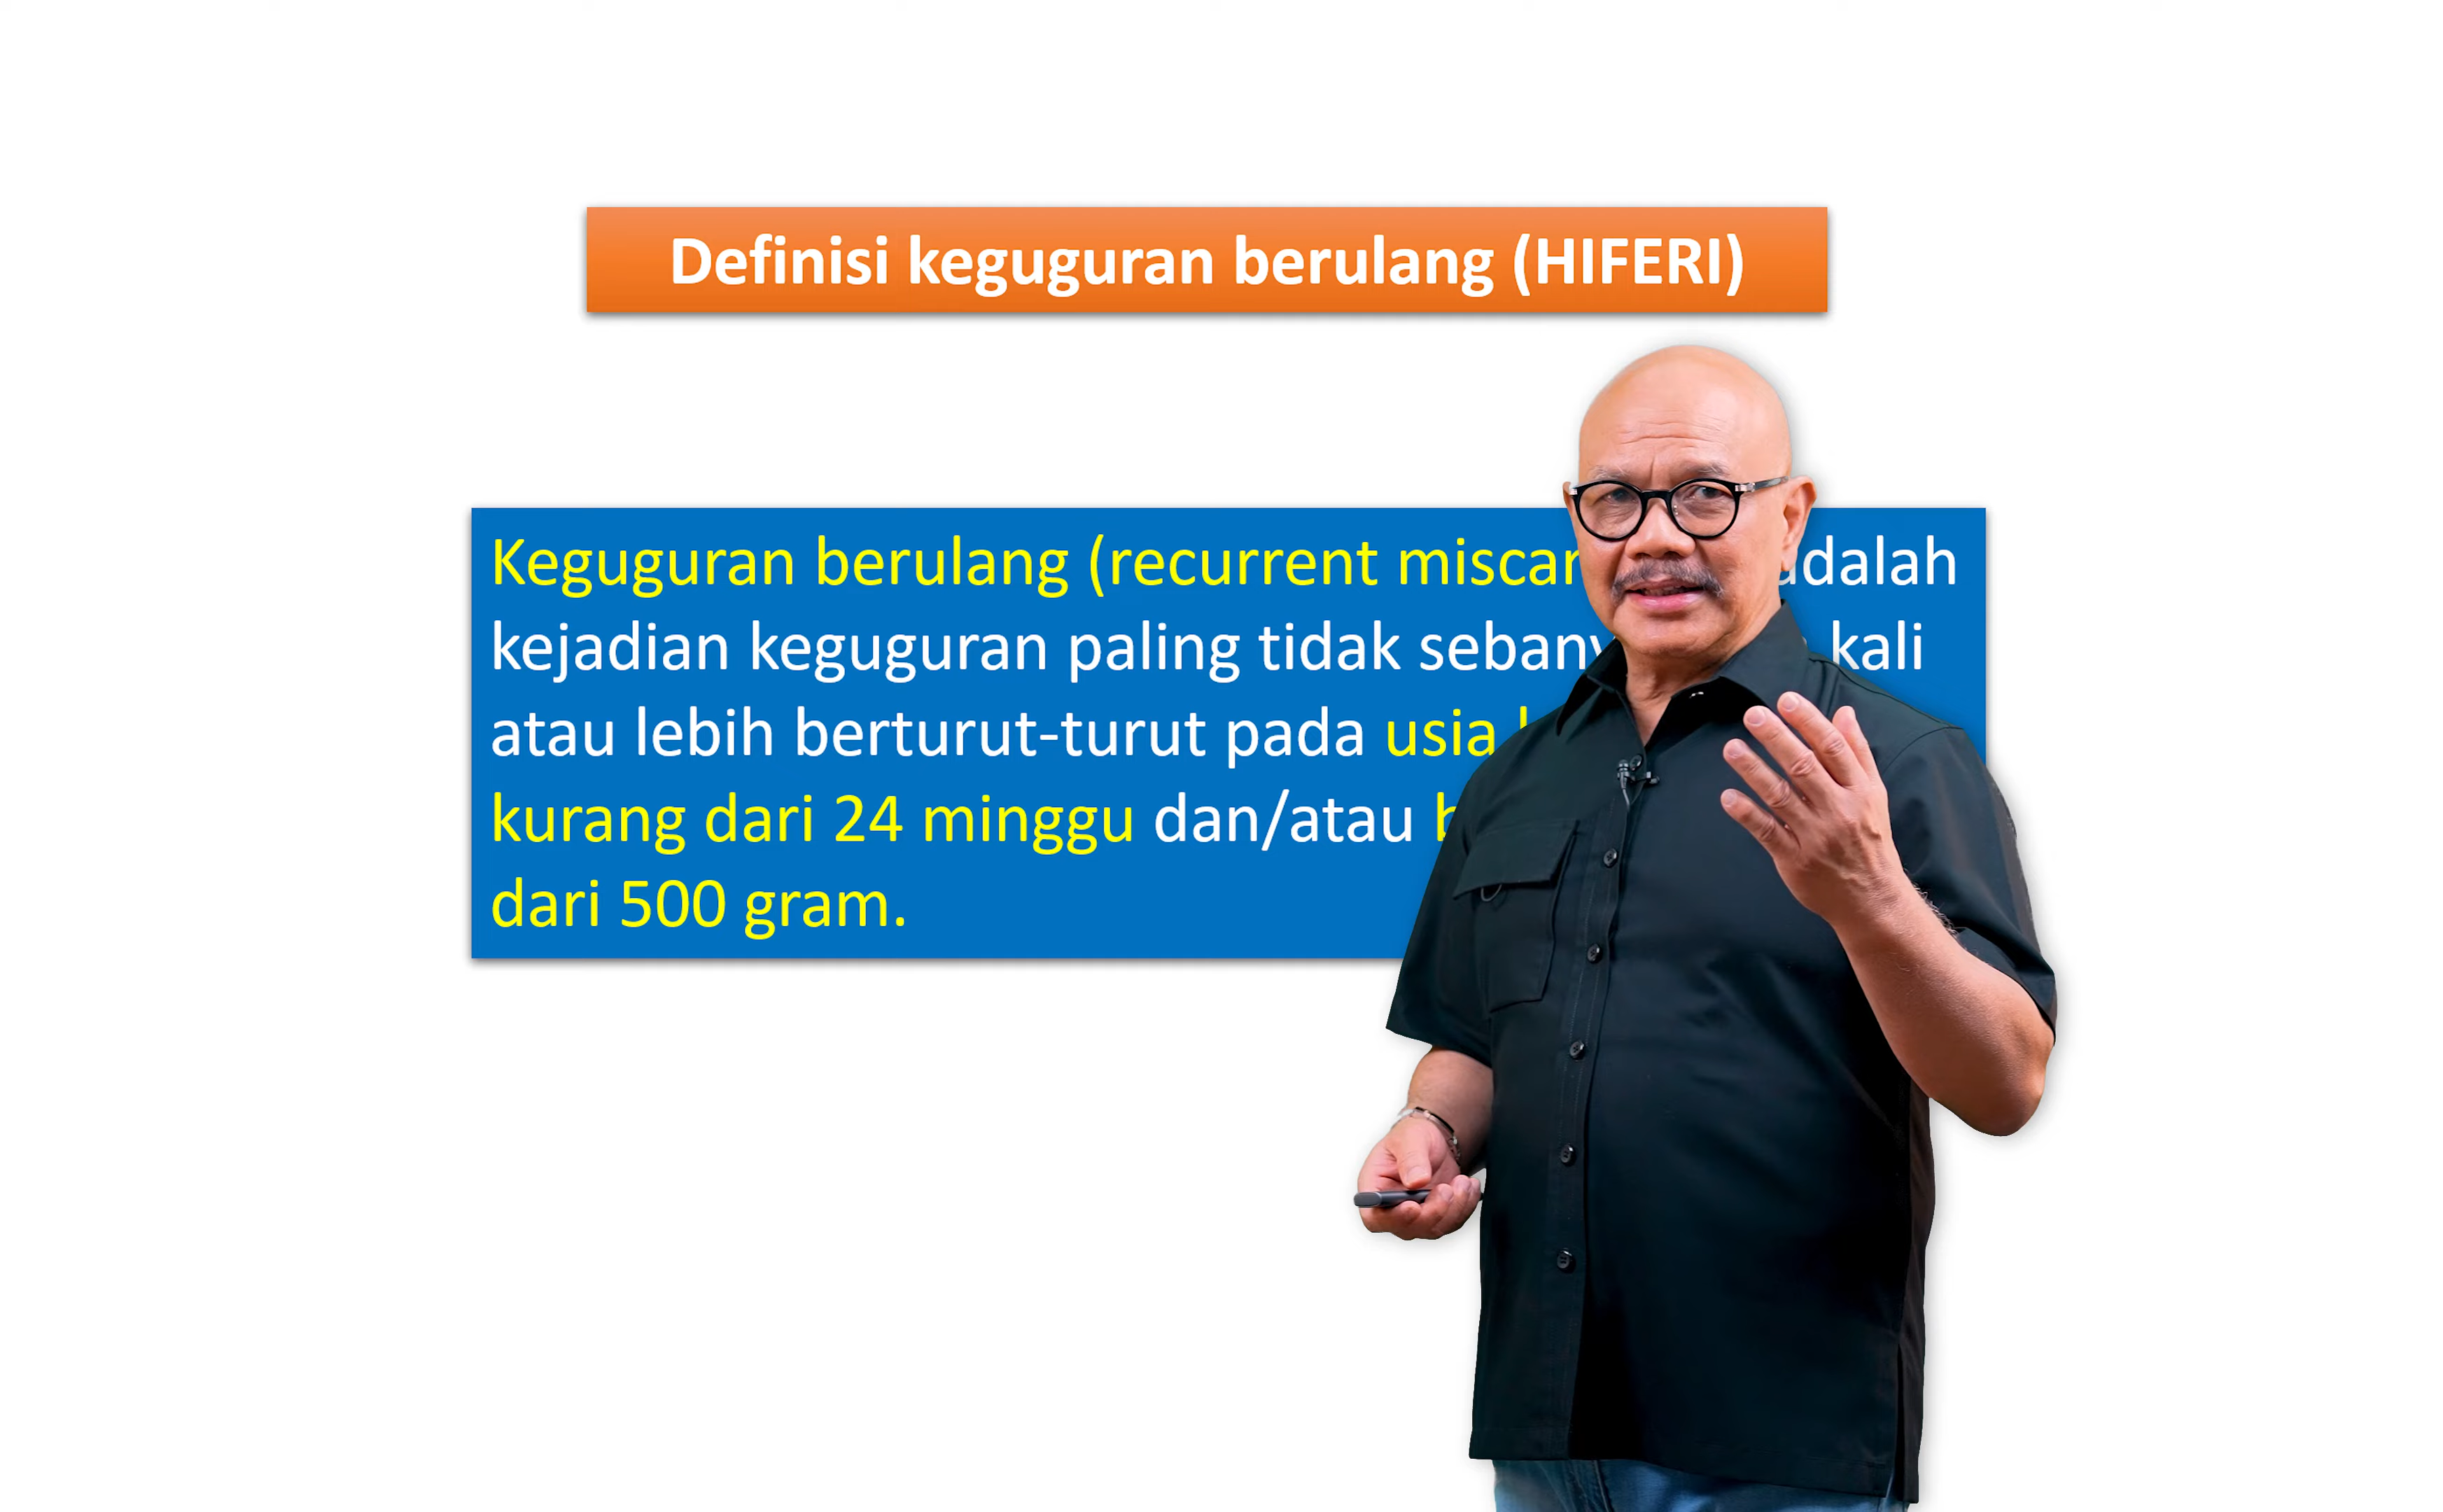 Definisi keguguran berulang (HIFERI)
Keguguran berulang (recurrent adalah
kejadian keguguran paling tidak kali
atau lebih berturut-turut pada usia
kurang dari 24 minggu dan/atau
dari 500 gram.